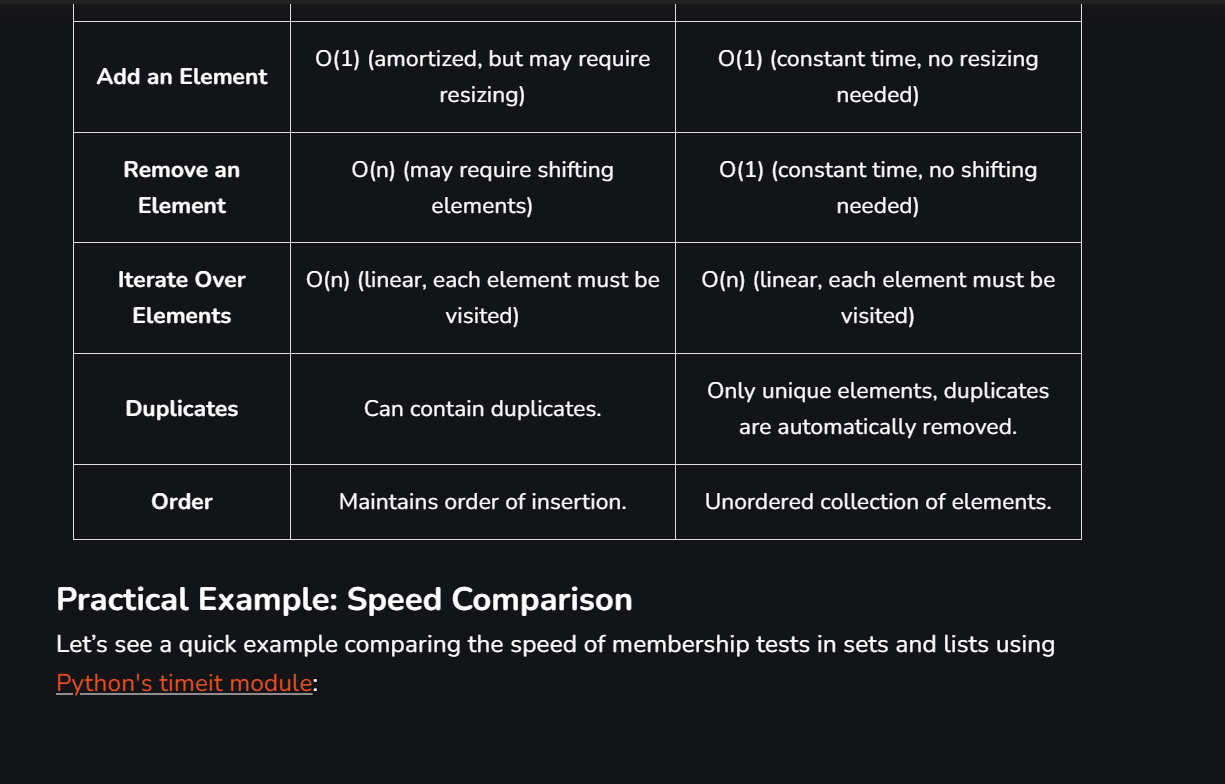 Add an Element
O(1) (amortized, but may require
resizing)
O(1) (constant time, no resizing
needed)
Remove an
Element
O(n) (may require shifting
elements)
O(1) (constant time, no shifting
needed)
Iterate Over
Elements
O(n) (linear, each element must be
visited)
O(n) (linear, each element must be
visited)
Duplicates
Can contain duplicates.
Only unique elements, duplicates
are automatically removed.
Order
Maintains order of insertion.
Unordered collection of elements.
Practical Example: Speed Comparison
Let’s see a quick example comparing the speed of membership tests in sets and lists using
Python's timeit module: